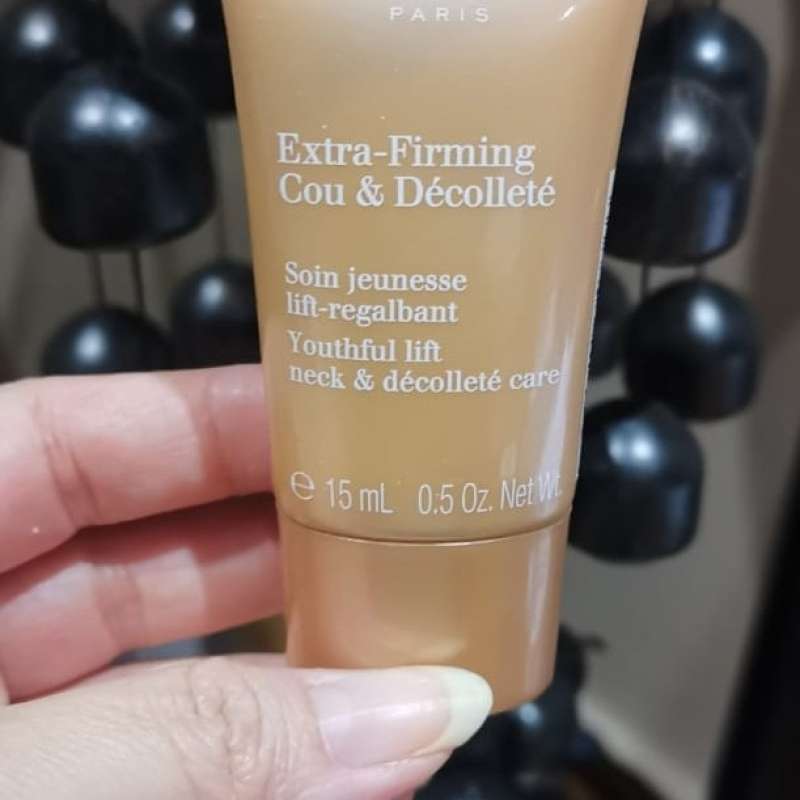 PARIS
Extra-Firming
Cou & Décolleté
Soin jeunesse
lift-regalbant
Youthful lift
neck & décolleté care
℮ 15 mL 0.5 Oz. Net Wt.